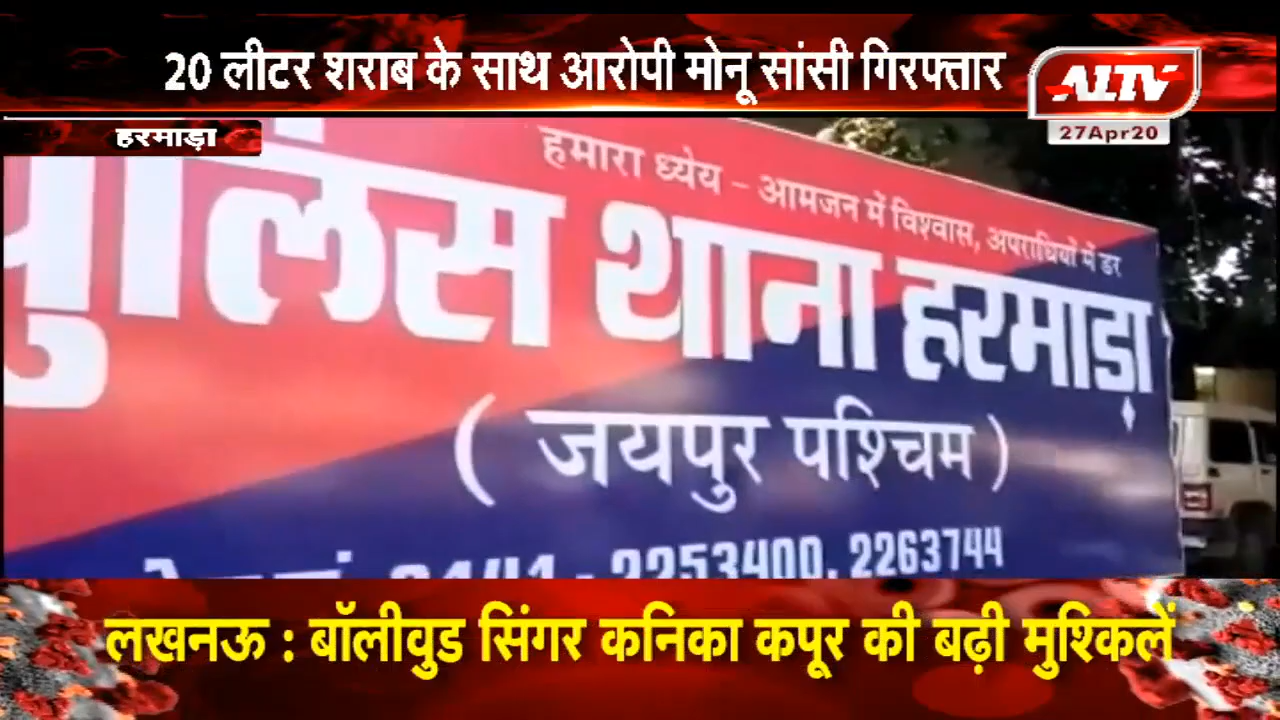 20 लीटर शराब के साथ आरोपी मोनू सांसी गिरफ्तार
ALTV
27Apr20
हरमाड़ा
हमारा ध्येय – आमजन में विश्वास, अपराधियों में डर
पुलिस थाना हरमाड़ा
( जयपुर पश्चिम )
2253400, 2263744
लखनऊ : बॉलीवुड सिंगर कनिका कपूर की बढ़ी मुश्किलें